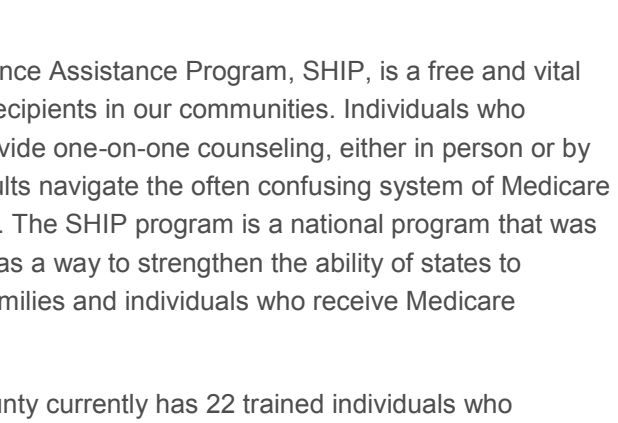 nce Assistance Program, SHIP, is a free and vital
ecipients in our communities. Individuals who
vide one-on-one counseling, either in person or by
ults navigate the often confusing system of Medicare
. The SHIP program is a national program that was
as a way to strengthen the ability of states to
milies and individuals who receive Medicare
unty currently has 22 trained individuals who